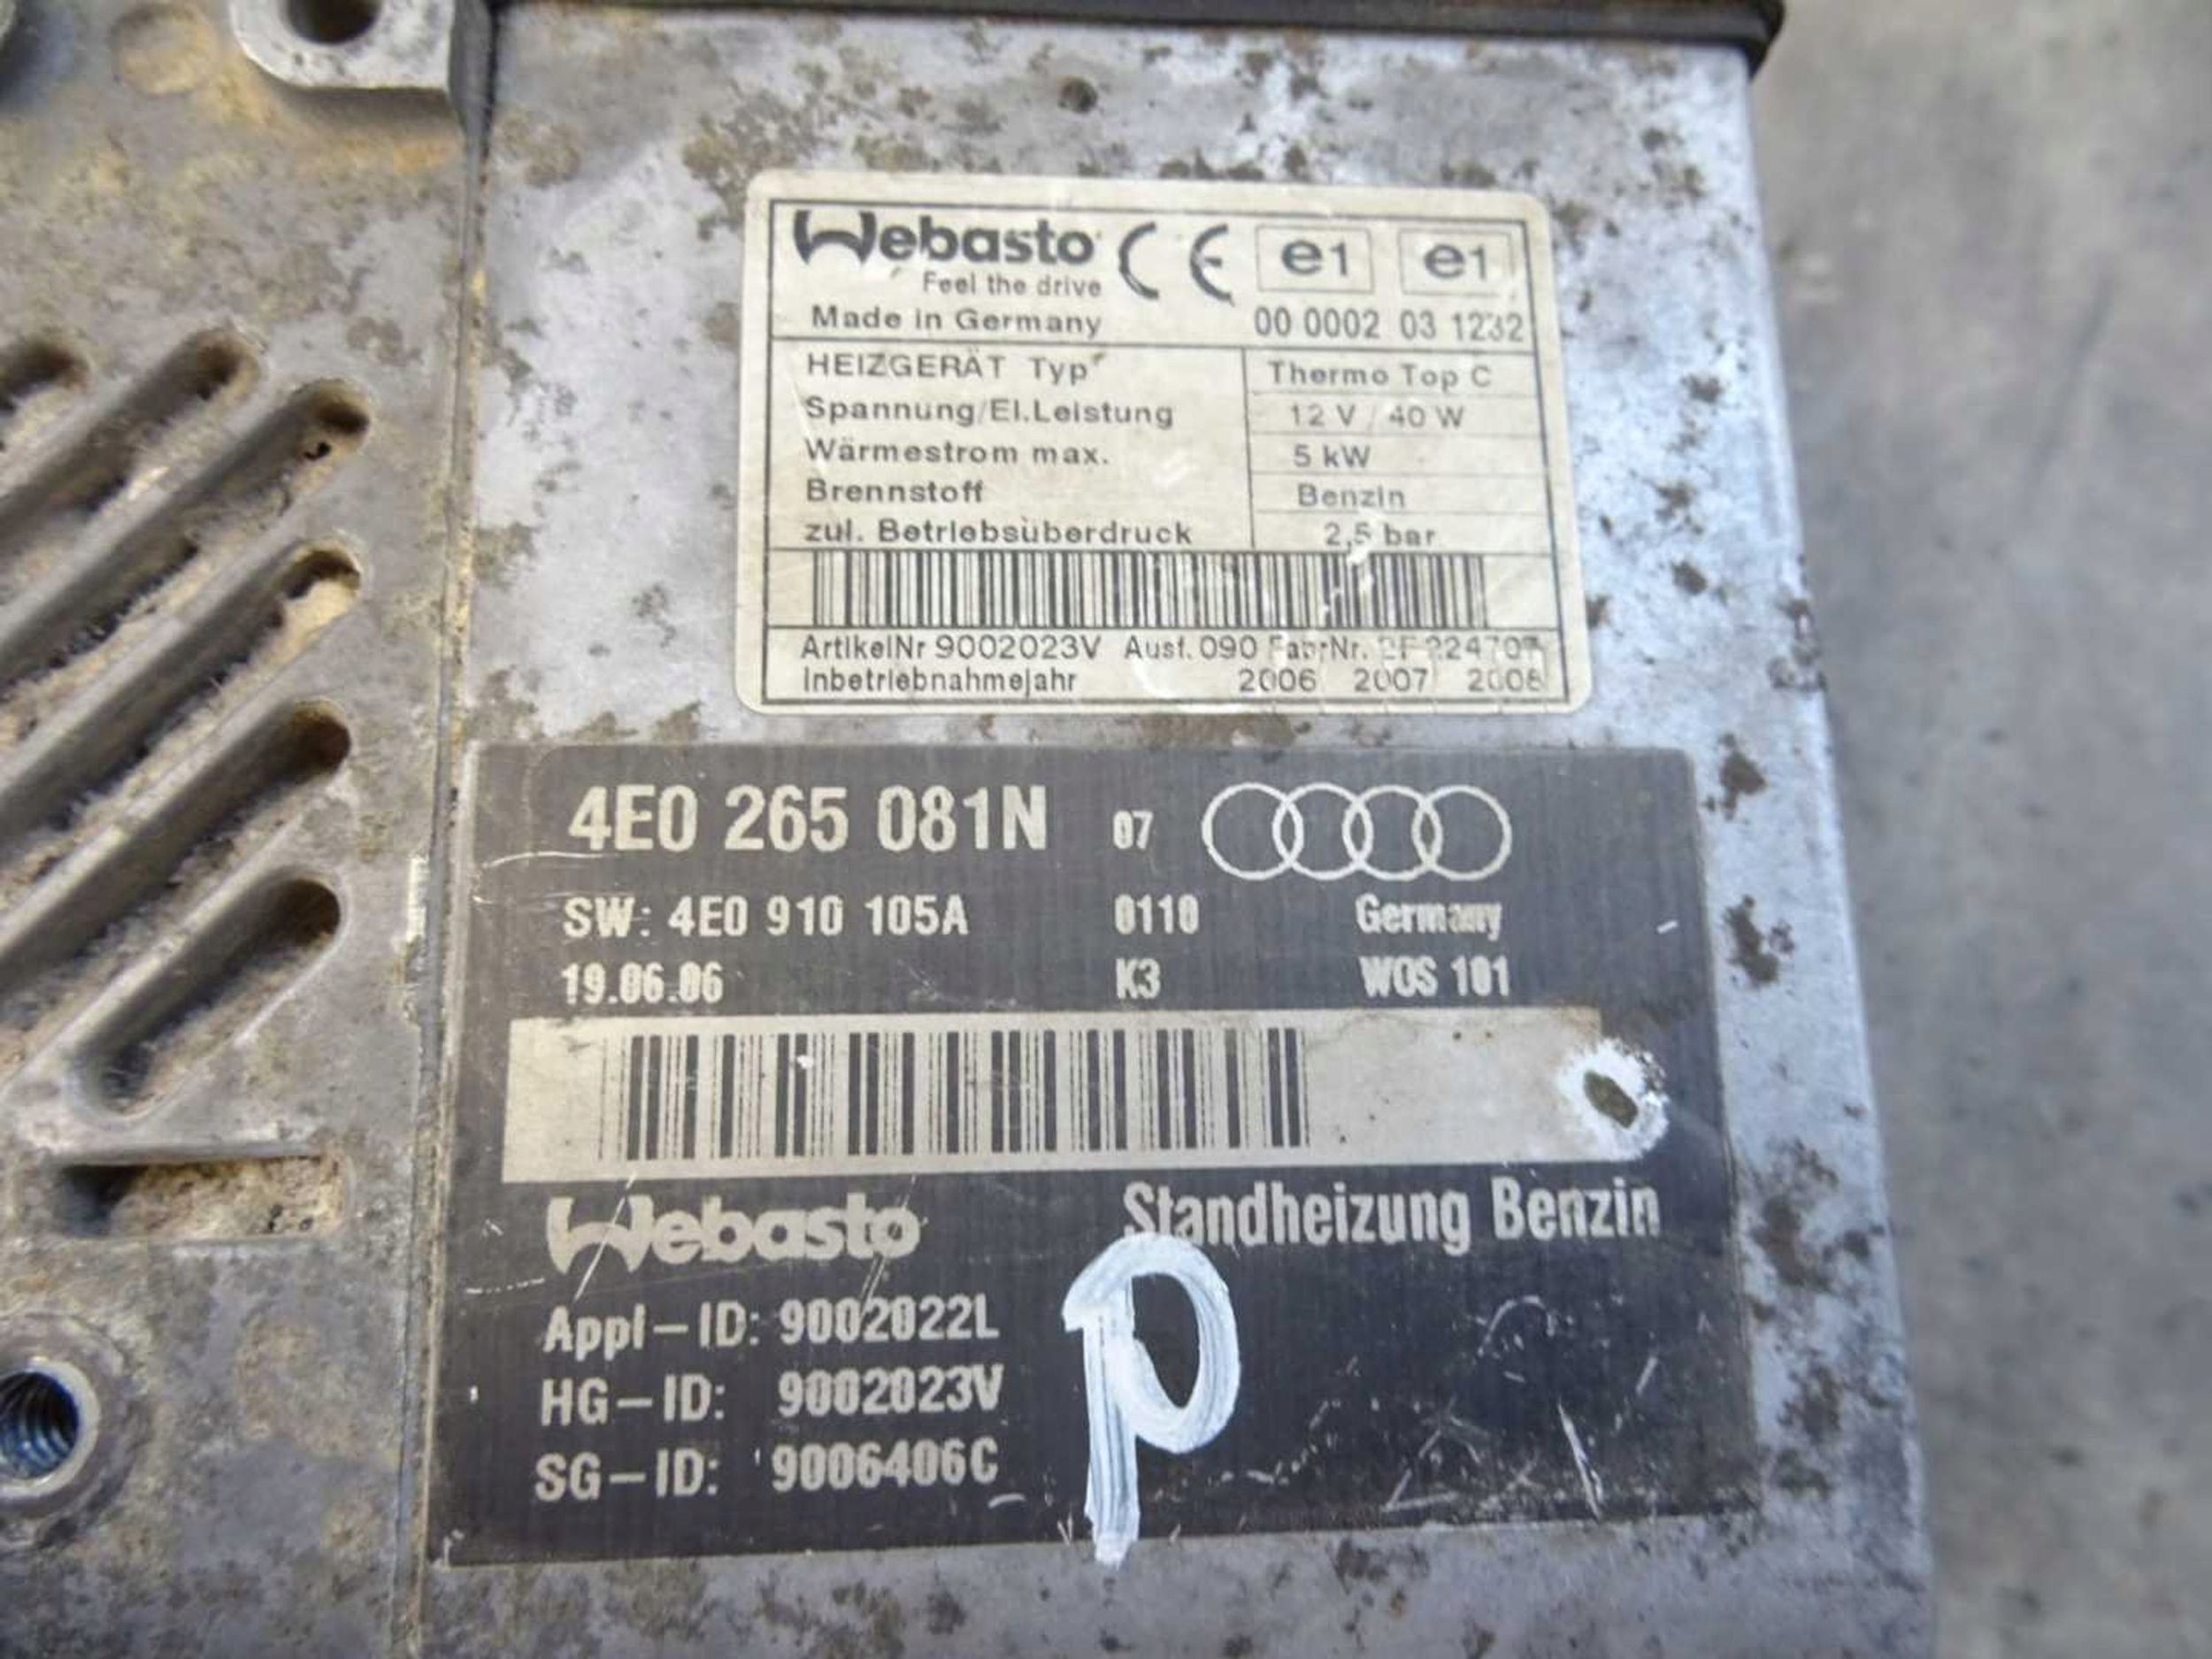 Webasto CE e1 e1
Feel the drive
Made in Germany 00 0002 03 1232
HEIZGERÄT Typ Thermo Top C
Spannung/El.Leistung 12 V / 40 W
Wärmestrom max. 5 kW
Brennstoff Benzin
zul. Betriebsüberdruck 2,5 bar
ArtikelNr 9002023V Ausf. 090 Fabr.Nr.
Inbetriebnahmejahr 2006 2007 2008
4E0 265 081N 07
SW: 4E0 910 105A 0110 Germany
19.06.06 K3 WOS 101
Webasto Standheizung Benzin
Appl-ID: 9002022L
HG-ID: 9002023V
SG-ID: 9006406C
p